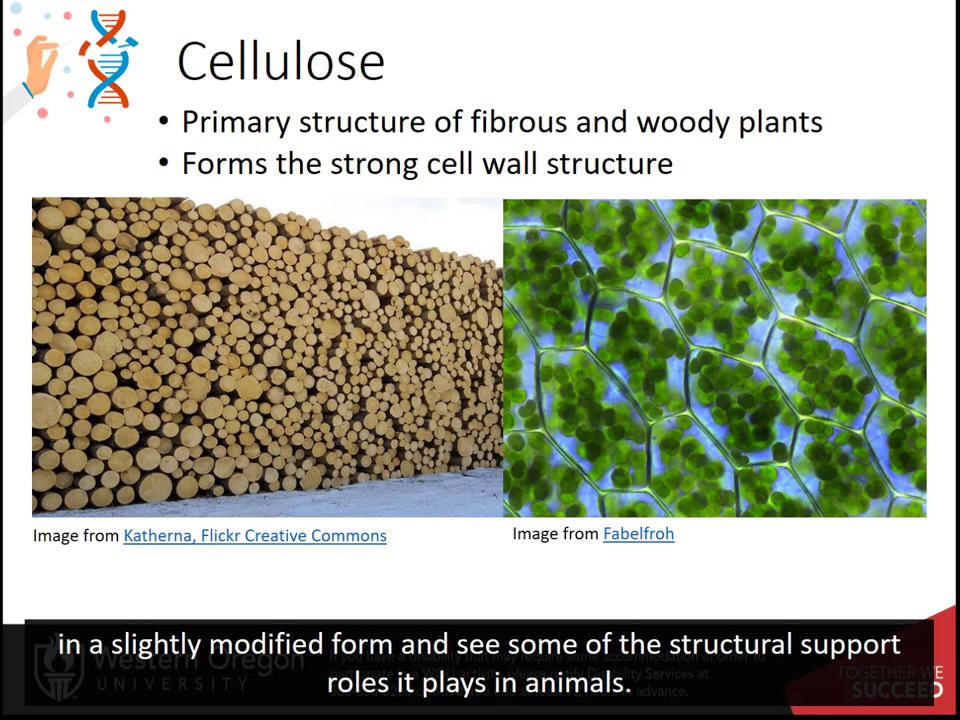 Cellulose
• Primary structure of fibrous and woody plants
• Forms the strong cell wall structure
Image from Katherna, Flickr Creative Commons
Image from Fabelfroh
in a slightly modified form and see some of the structural support
roles it plays in animals.
Western Oregon
UNIVERSITY
TOGETHER WE
SUCCEED